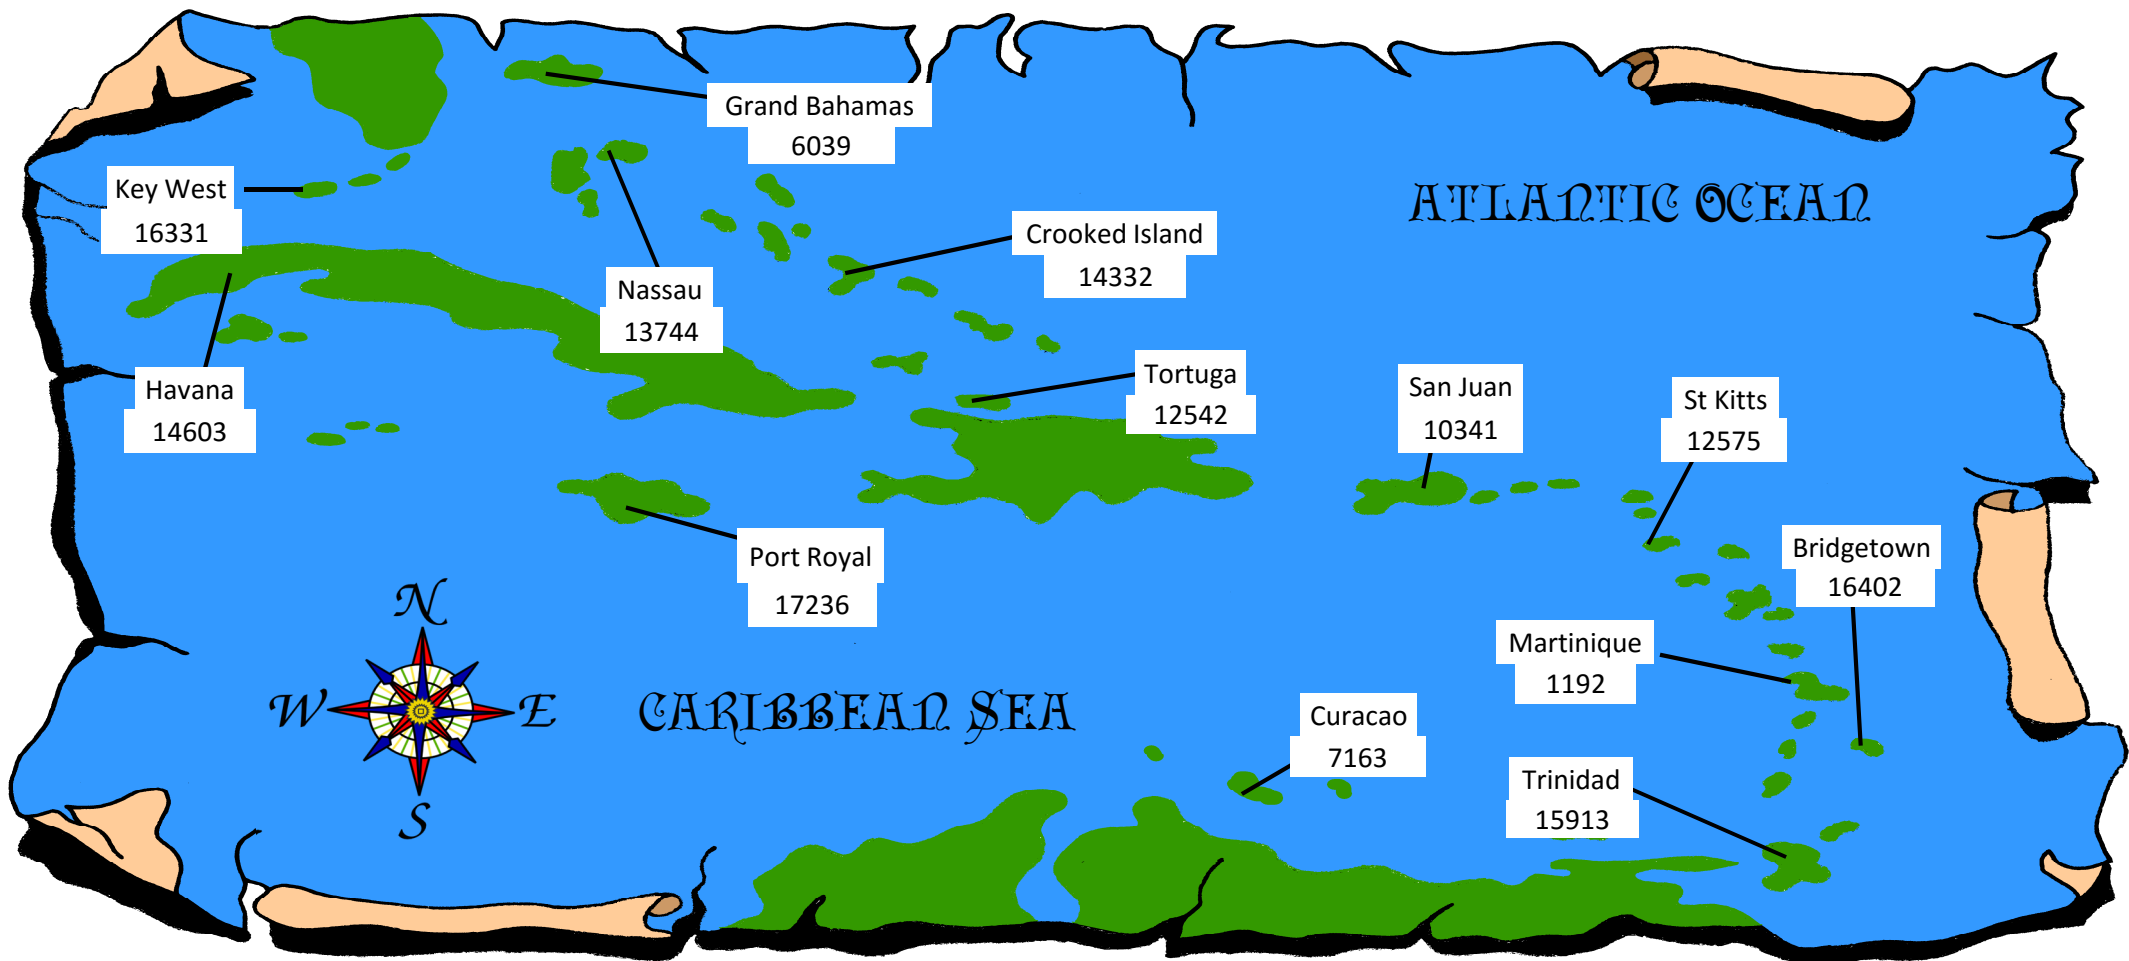 Grand Bahamas
6039
Key West
16331
ATLANTIC OCEAN
Crooked Island
14332
Nassau
13744
Havana
14603
Tortuga
12542
San Juan
10341
St Kitts
12575
Port Royal
17236
Bridgetown
16402
N
W E
S
CARIBBEAN SEA
Martinique
1192
Curacao
7163
Trinidad
15913